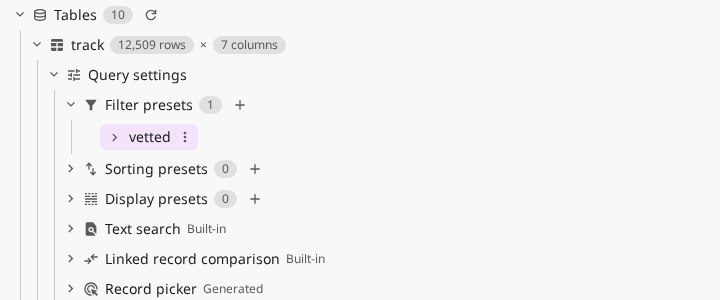 Tables 10
track 12,509 rows × 7 columns
Query settings
Filter presets 1 +
vetted
Sorting presets 0 +
Display presets 0 +
Text search Built-in
Linked record comparison Built-in
Record picker Generated